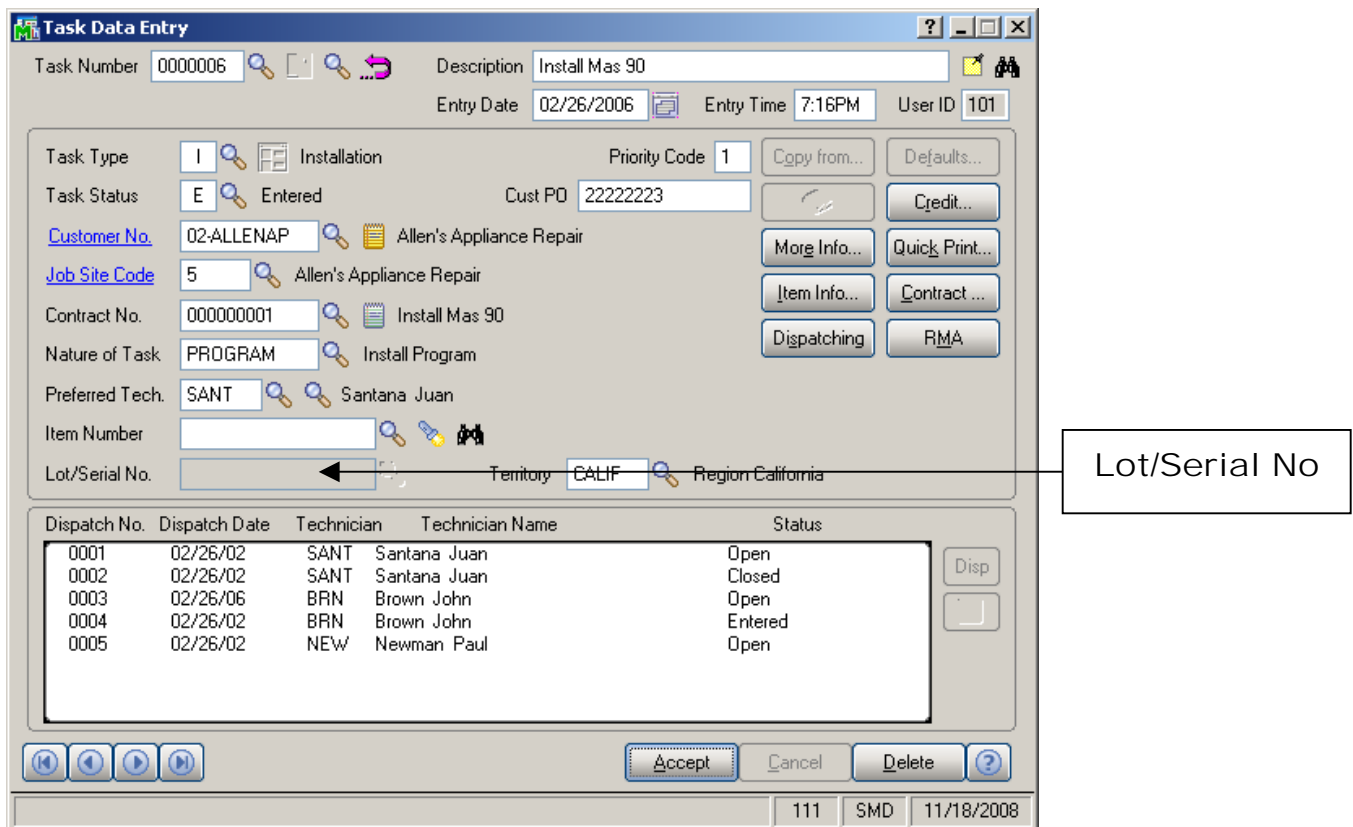 Task Data Entry
Task Number 0000006 Description Install Mas 90
Entry Date 02/26/2006 Entry Time 7:16PM User ID 101
Task Type I Installation Priority Code 1 Copy from... Defaults...
Task Status E Entered Cust PO 22222223 Credit...
Customer No. 02-ALLENAP Allen's Appliance Repair More Info... Quick Print...
Job Site Code 5 Allen's Appliance Repair Item Info... Contract ...
Contract No. 000000001 Install Mas 90
Dispatching RMA
Nature of Task PROGRAM Install Program
Preferred Tech. SANT Santana Juan
Item Number
Lot/Serial No. Territory CALIF Region California
Lot/Serial No
Dispatch No. Dispatch Date Technician Technician Name Status
0001 02/26/02 SANT Santana Juan Open
0002 02/26/02 SANT Santana Juan Closed
0003 02/26/06 BRN Brown John Open
0004 02/26/02 BRN Brown John Entered
0005 02/26/02 NEW Newman Paul Open
Disp
Accept Cancel Delete
111 SMD 11/18/2008